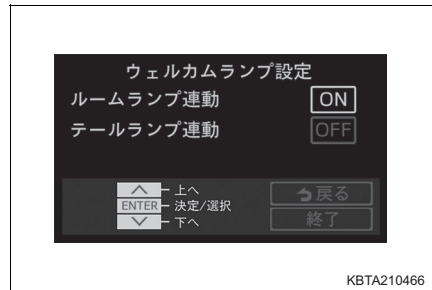 ウェルカムランプ設定
ルームランプ連動 ON
テールランプ連動 OFF
上へ
ENTER 決定/選択
下へ
戻る
終了
KBTA210466